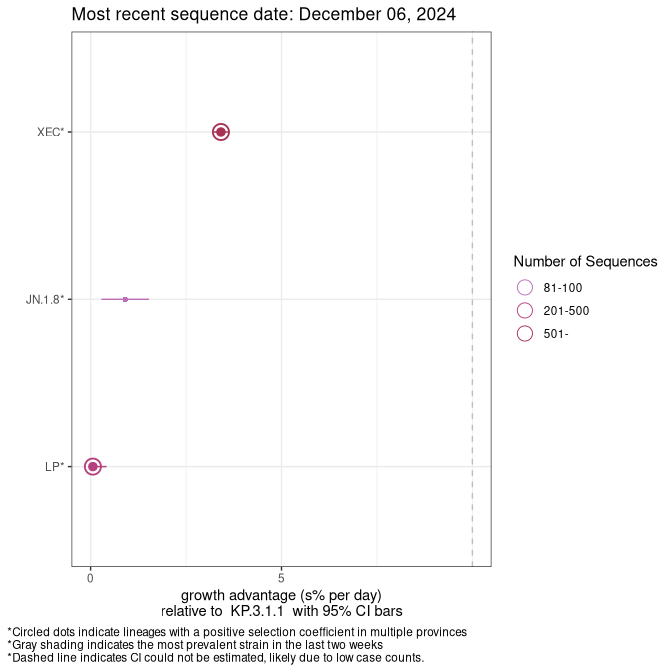 Most recent sequence date: December 06, 2024
XEC*
JN.1.8*
LP*
0
5
growth advantage (s% per day)
relative to  KP.3.1.1  with 95% CI bars
Number of Sequences
81-100
201-500
501-
*Circled dots indicate lineages with a positive selection coefficient in multiple provinces
*Gray shading indicates the most prevalent strain in the last two weeks
*Dashed line indicates CI could not be estimated, likely due to low case counts.